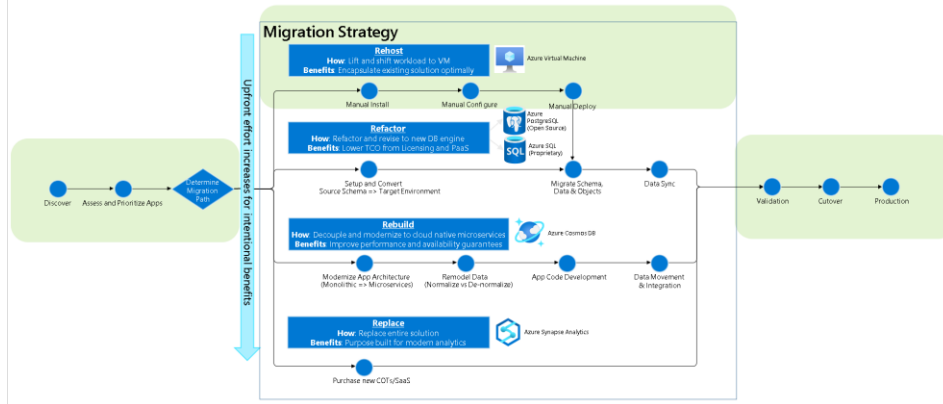 Migration Strategy
Rehost
How: Lift and shift workload to VM
Benefits: Encapsulate existing solution optimally
Azure Virtual Machine
Manual Install
Manual Configure
Manual Deploy
Refactor
How: Refactor and revise to new DB engine
Benefits: Lower TCO from Licensing and PaaS
Azure
PostgreSQL
(Open Source)
SQL
Azure SQL
(Proprietary)
Setup and Convert
Source Schema => Target Environment
Migrate Schema,
Data & Objects
Data Sync
Discover
Assess and Prioritize Apps
Determine
Migration
Path
Upfront effort increases for intentional benefits
Validation
Cutover
Production
Rebuild
How: Decouple and modernize to cloud native microservices
Benefits: Improve performance and availability guarantees
Azure Cosmos DB
Modernize App Architecture
(Monolithic => Microservices)
Remodel Data
(Normalize vs De-normalize)
App Code Development
Data Movement
& Integration
Replace
How: Replace entire solution
Benefits: Purpose built for modern analytics
Azure Synapse Analytics
Purchase new COTs/SaaS